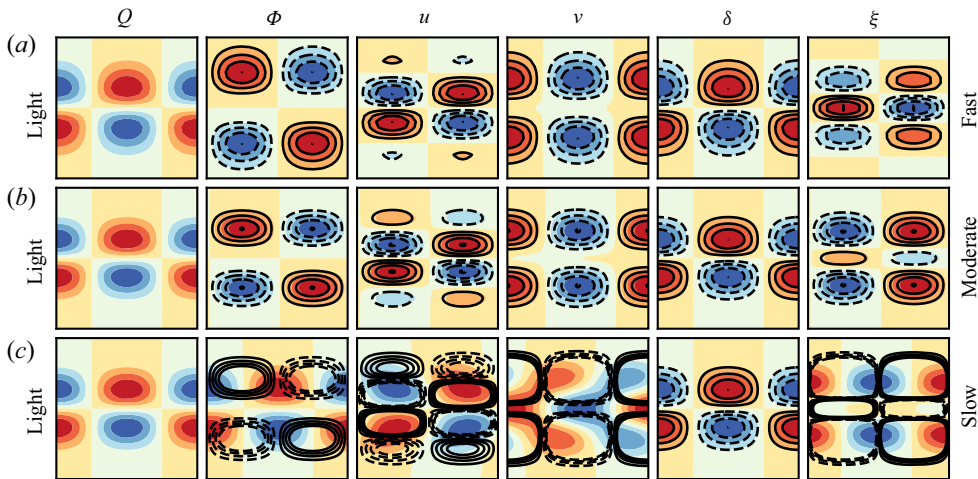 Q Φ u v δ ξ
(a) Light Fast
(b) Light Moderate
(c) Light Slow